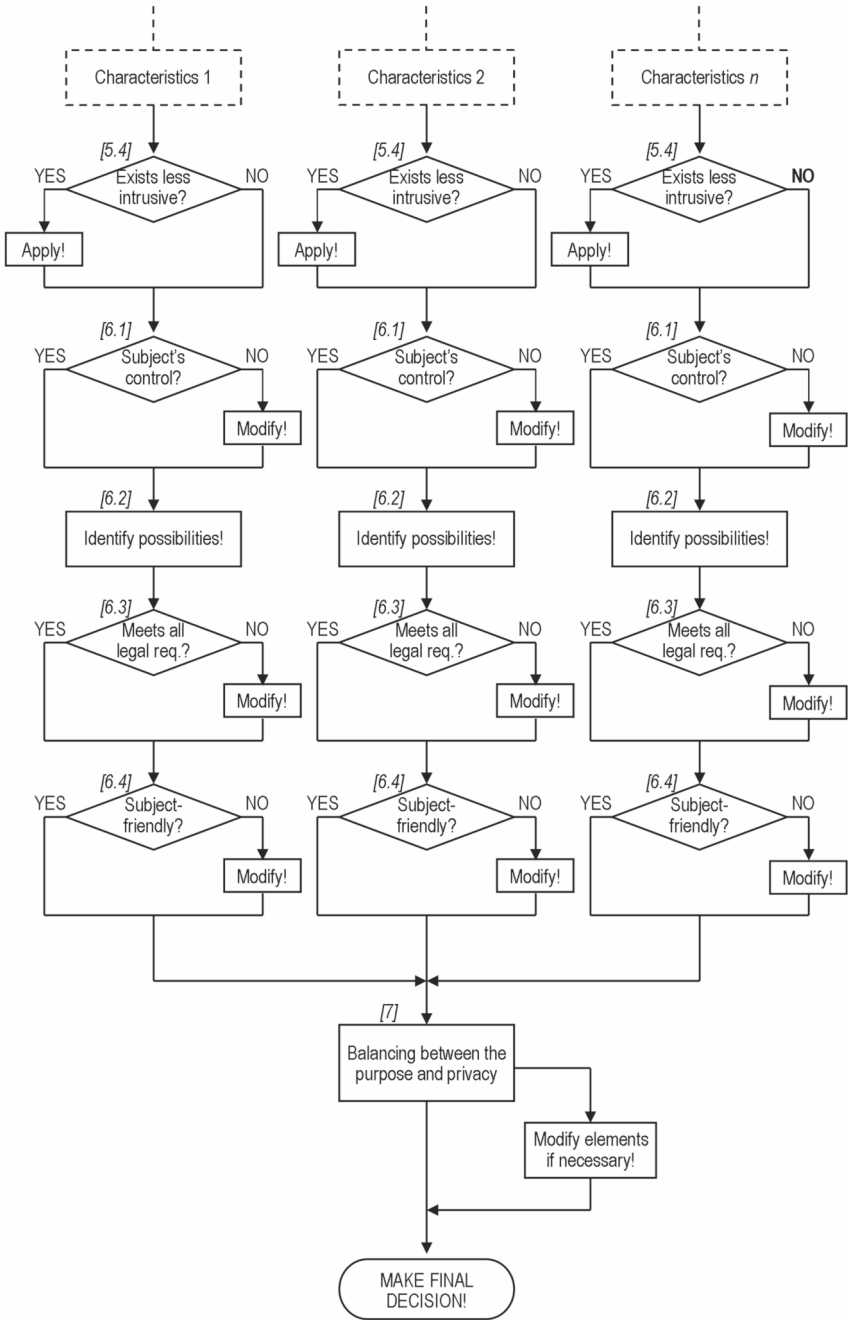 Characteristics 1
Characteristics 2
Characteristics n
[5.4]
[5.4]
[5.4]
YES
Exists less
intrusive?
NO
YES
Exists less
intrusive?
NO
YES
Exists less
intrusive?
NO
Apply!
Apply!
Apply!
[6.1]
[6.1]
[6.1]
YES
Subject's
control?
NO
YES
Subject's
control?
NO
YES
Subject's
control?
NO
Modify!
Modify!
Modify!
[6.2]
[6.2]
[6.2]
Identify possibilities!
Identify possibilities!
Identify possibilities!
[6.3]
[6.3]
[6.3]
YES
Meets all
legal req.?
NO
YES
Meets all
legal req.?
NO
YES
Meets all
legal req.?
NO
Modify!
Modify!
Modify!
[6.4]
[6.4]
[6.4]
YES
Subject-
friendly?
NO
YES
Subject-
friendly?
NO
YES
Subject-
friendly?
NO
Modify!
Modify!
Modify!
[7]
Balancing between the
purpose and privacy
Modify elements
if necessary!
MAKE FINAL
DECISION!